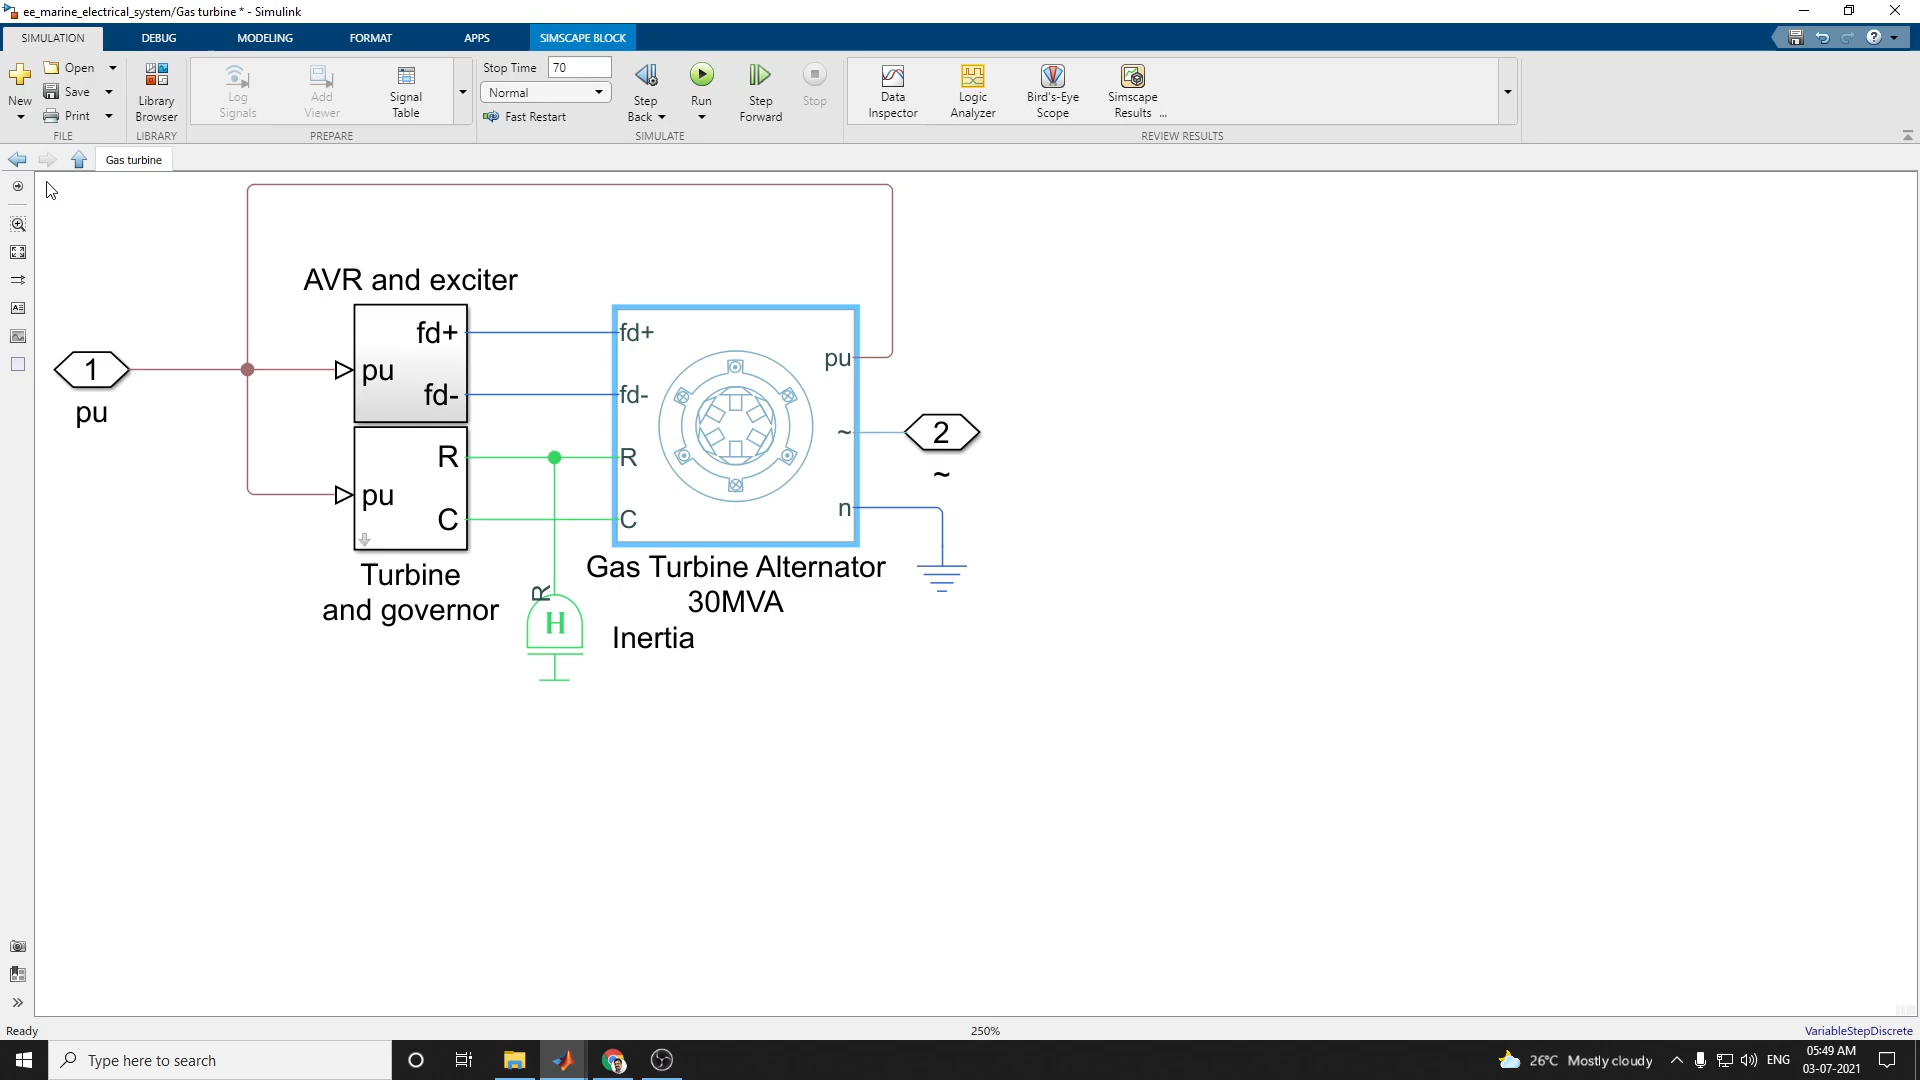 ee_marine_electrical_system/Gas turbine * - Simulink
SIMULATION DEBUG MODELING FORMAT APPS SIMSCAPE BLOCK
New
Open
Save
Print
FILE
Library
Browser
LIBRARY
Log
Signals
Add
Viewer
Signal
Table
PREPARE
Stop Time 70
Normal
Fast Restart
Step
Back
Run
Step
Forward
Stop
SIMULATE
Data
Inspector
Logic
Analyzer
Bird's-Eye
Scope
Simscape
Results ...
REVIEW RESULTS
Gas turbine
AVR and exciter
1
pu
fd+
pu
fd-
R
pu
C
Turbine
and governor
fd+
fd-
R
C
pu
~
n
Gas Turbine Alternator
30MVA
2
~
R
H
Inertia
Ready
250%
VariableStepDiscrete
Type here to search
26°C Mostly cloudy
ENG
05:49 AM
03-07-2021